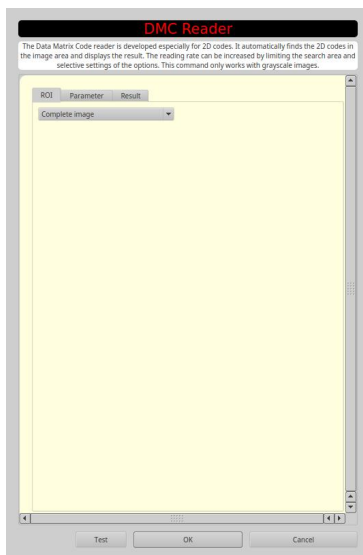 DMC Reader
The Data Matrix Code reader is developed especially for 2D codes. It automatically finds the 2D codes in
the image area and displays the result. The reading rate can be increased by limiting the search area and
selective settings of the options. This command only works with grayscale images.
ROI Parameter Result
Complete image
Test OK Cancel